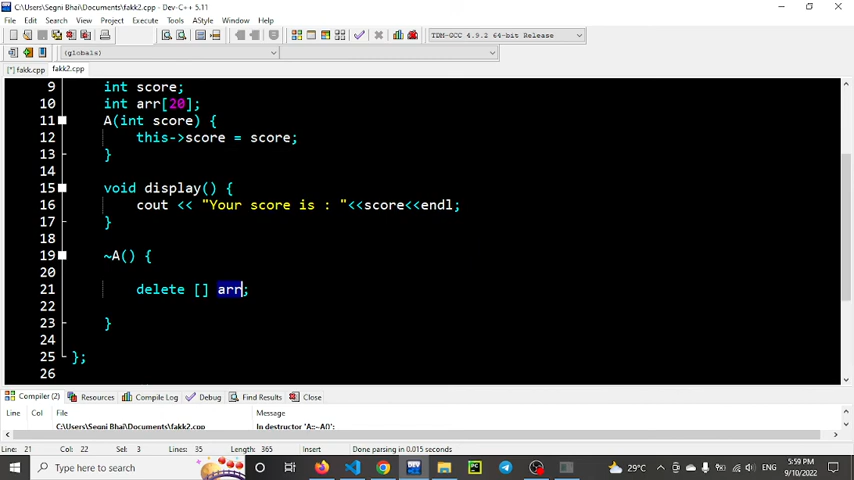 C:\Users\Segni Bhai\Documents\fakk2.cpp - Dev-C++ 5.11
File Edit Search View Project Execute Tools AStyle Window Help
TDM-GCC 4.9.2 64-bit Release
(globals)
[*] fakk.cpp fakk2.cpp
9 int score;
10 int arr[20];
11 A(int score) {
12 this->score = score;
13 }
14
15 void display() {
16 cout << "Your score is : "<<score<<endl;
17 }
18
19 ~A() {
20
21 delete [] arr;
22
23 }
24
25 };
26
Compiler (2) Resources Compile Log Debug Find Results Close
Line Col File Message
C:\Users\Segni Bhai\Documents\fakk2.cpp In destructor 'A::~A()':
Line: 21 Col: 22 Sel: 3 Lines: 35 Length: 365 Insert Done parsing in 0.015 seconds
Type here to search 29°C ENG 5:59 PM
9/10/2022